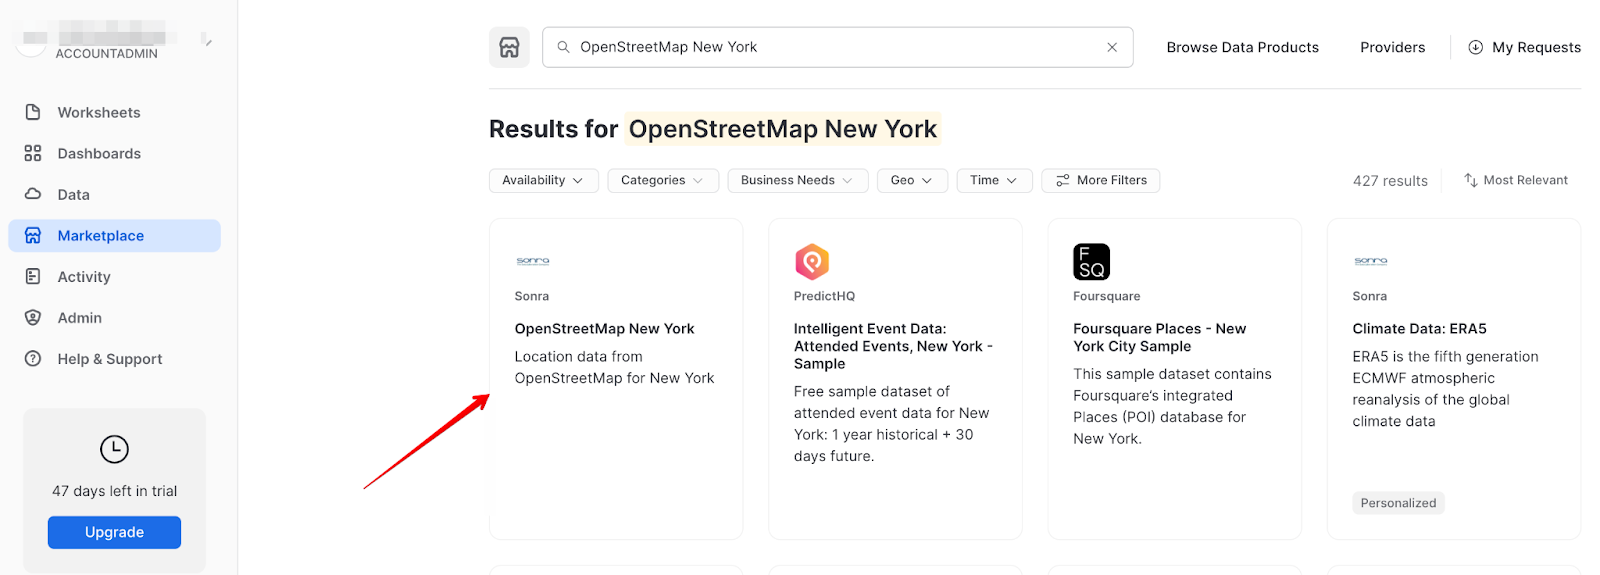 ACCOUNTADMIN
Worksheets
Dashboards
Data
Marketplace
Activity
Admin
Help & Support
47 days left in trial
Upgrade
OpenStreetMap New York
Browse Data Products
Providers
My Requests
Results for OpenStreetMap New York
Availability
Categories
Business Needs
Geo
Time
More Filters
427 results
Most Relevant
sonra
Sonra
OpenStreetMap New York
Location data from
OpenStreetMap for New York
PredictHQ
Intelligent Event Data:
Attended Events, New York -
Sample
Free sample dataset of
attended event data for New
York: 1 year historical + 30
days future.
F
SQ
Foursquare
Foursquare Places - New
York City Sample
This sample dataset contains
Foursquare's integrated
Places (POI) database for
New York.
sonra
Sonra
Climate Data: ERA5
ERA5 is the fifth generation
ECMWF atmospheric
reanalysis of the global
climate data
Personalized